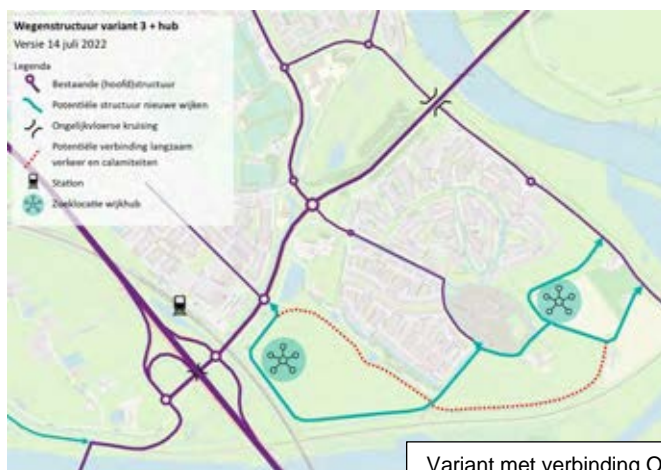 Wegenstructuur variant 3 + hub
Versie 14 juli 2022
Legenda
Bestaande (hoofd)structuur
Potentiële structuur nieuwe wijken
Ongelijkvloerse kruising
Potentiële verbinding langzaam
verkeer en calamiteiten
Station
Zoeklocatie wijkhub
Variant met verbinding O